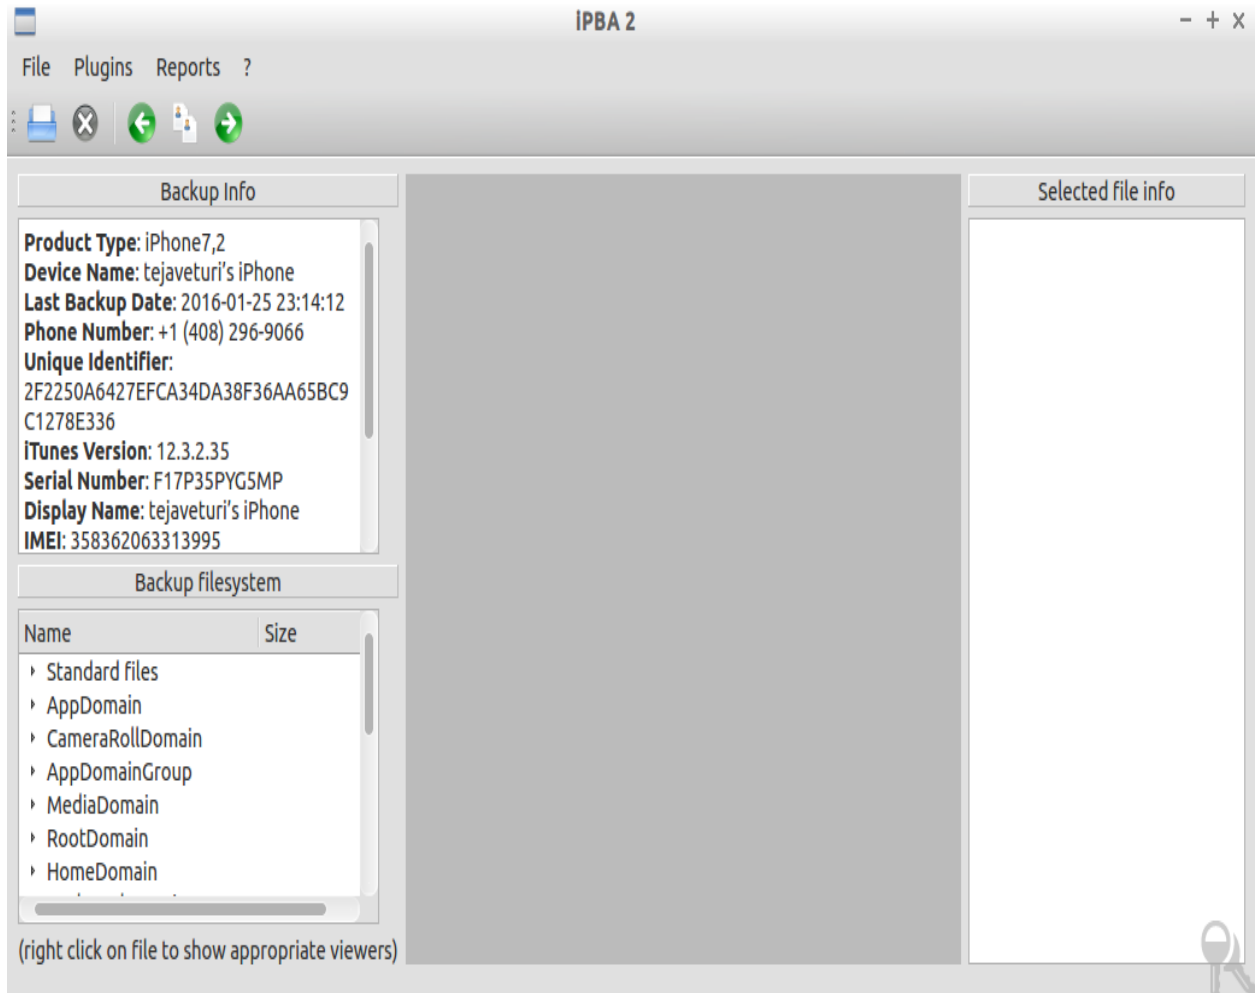 iPBA 2
File Plugins Reports ?
Backup Info
Product Type: iPhone7,2
Device Name: tejaveturi's iPhone
Last Backup Date: 2016-01-25 23:14:12
Phone Number: +1 (408) 296-9066
Unique Identifier:
2F2250A6427EFCA34DA38F36AA65BC9
C1278E336
iTunes Version: 12.3.2.35
Serial Number: F17P35PYG5MP
Display Name: tejaveturi's iPhone
IMEI: 358362063313995
Backup filesystem
Name Size
Standard files
AppDomain
CameraRollDomain
AppDomainGroup
MediaDomain
RootDomain
HomeDomain
(right click on file to show appropriate viewers)
Selected file info